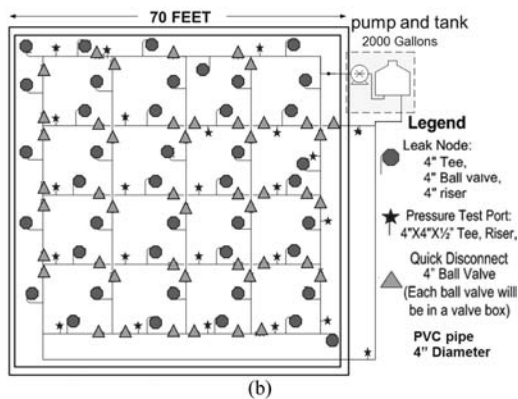 70 FEET
pump and tank
2000 Gallons
Legend
Leak Node:
4" Tee,
4" Ball valve,
4" riser
Pressure Test Port:
4"X4"X½" Tee, Riser,
Quick Disconnect
4" Ball Valve
(Each ball valve will
be in a valve box)
PVC pipe
4" Diameter
(b)